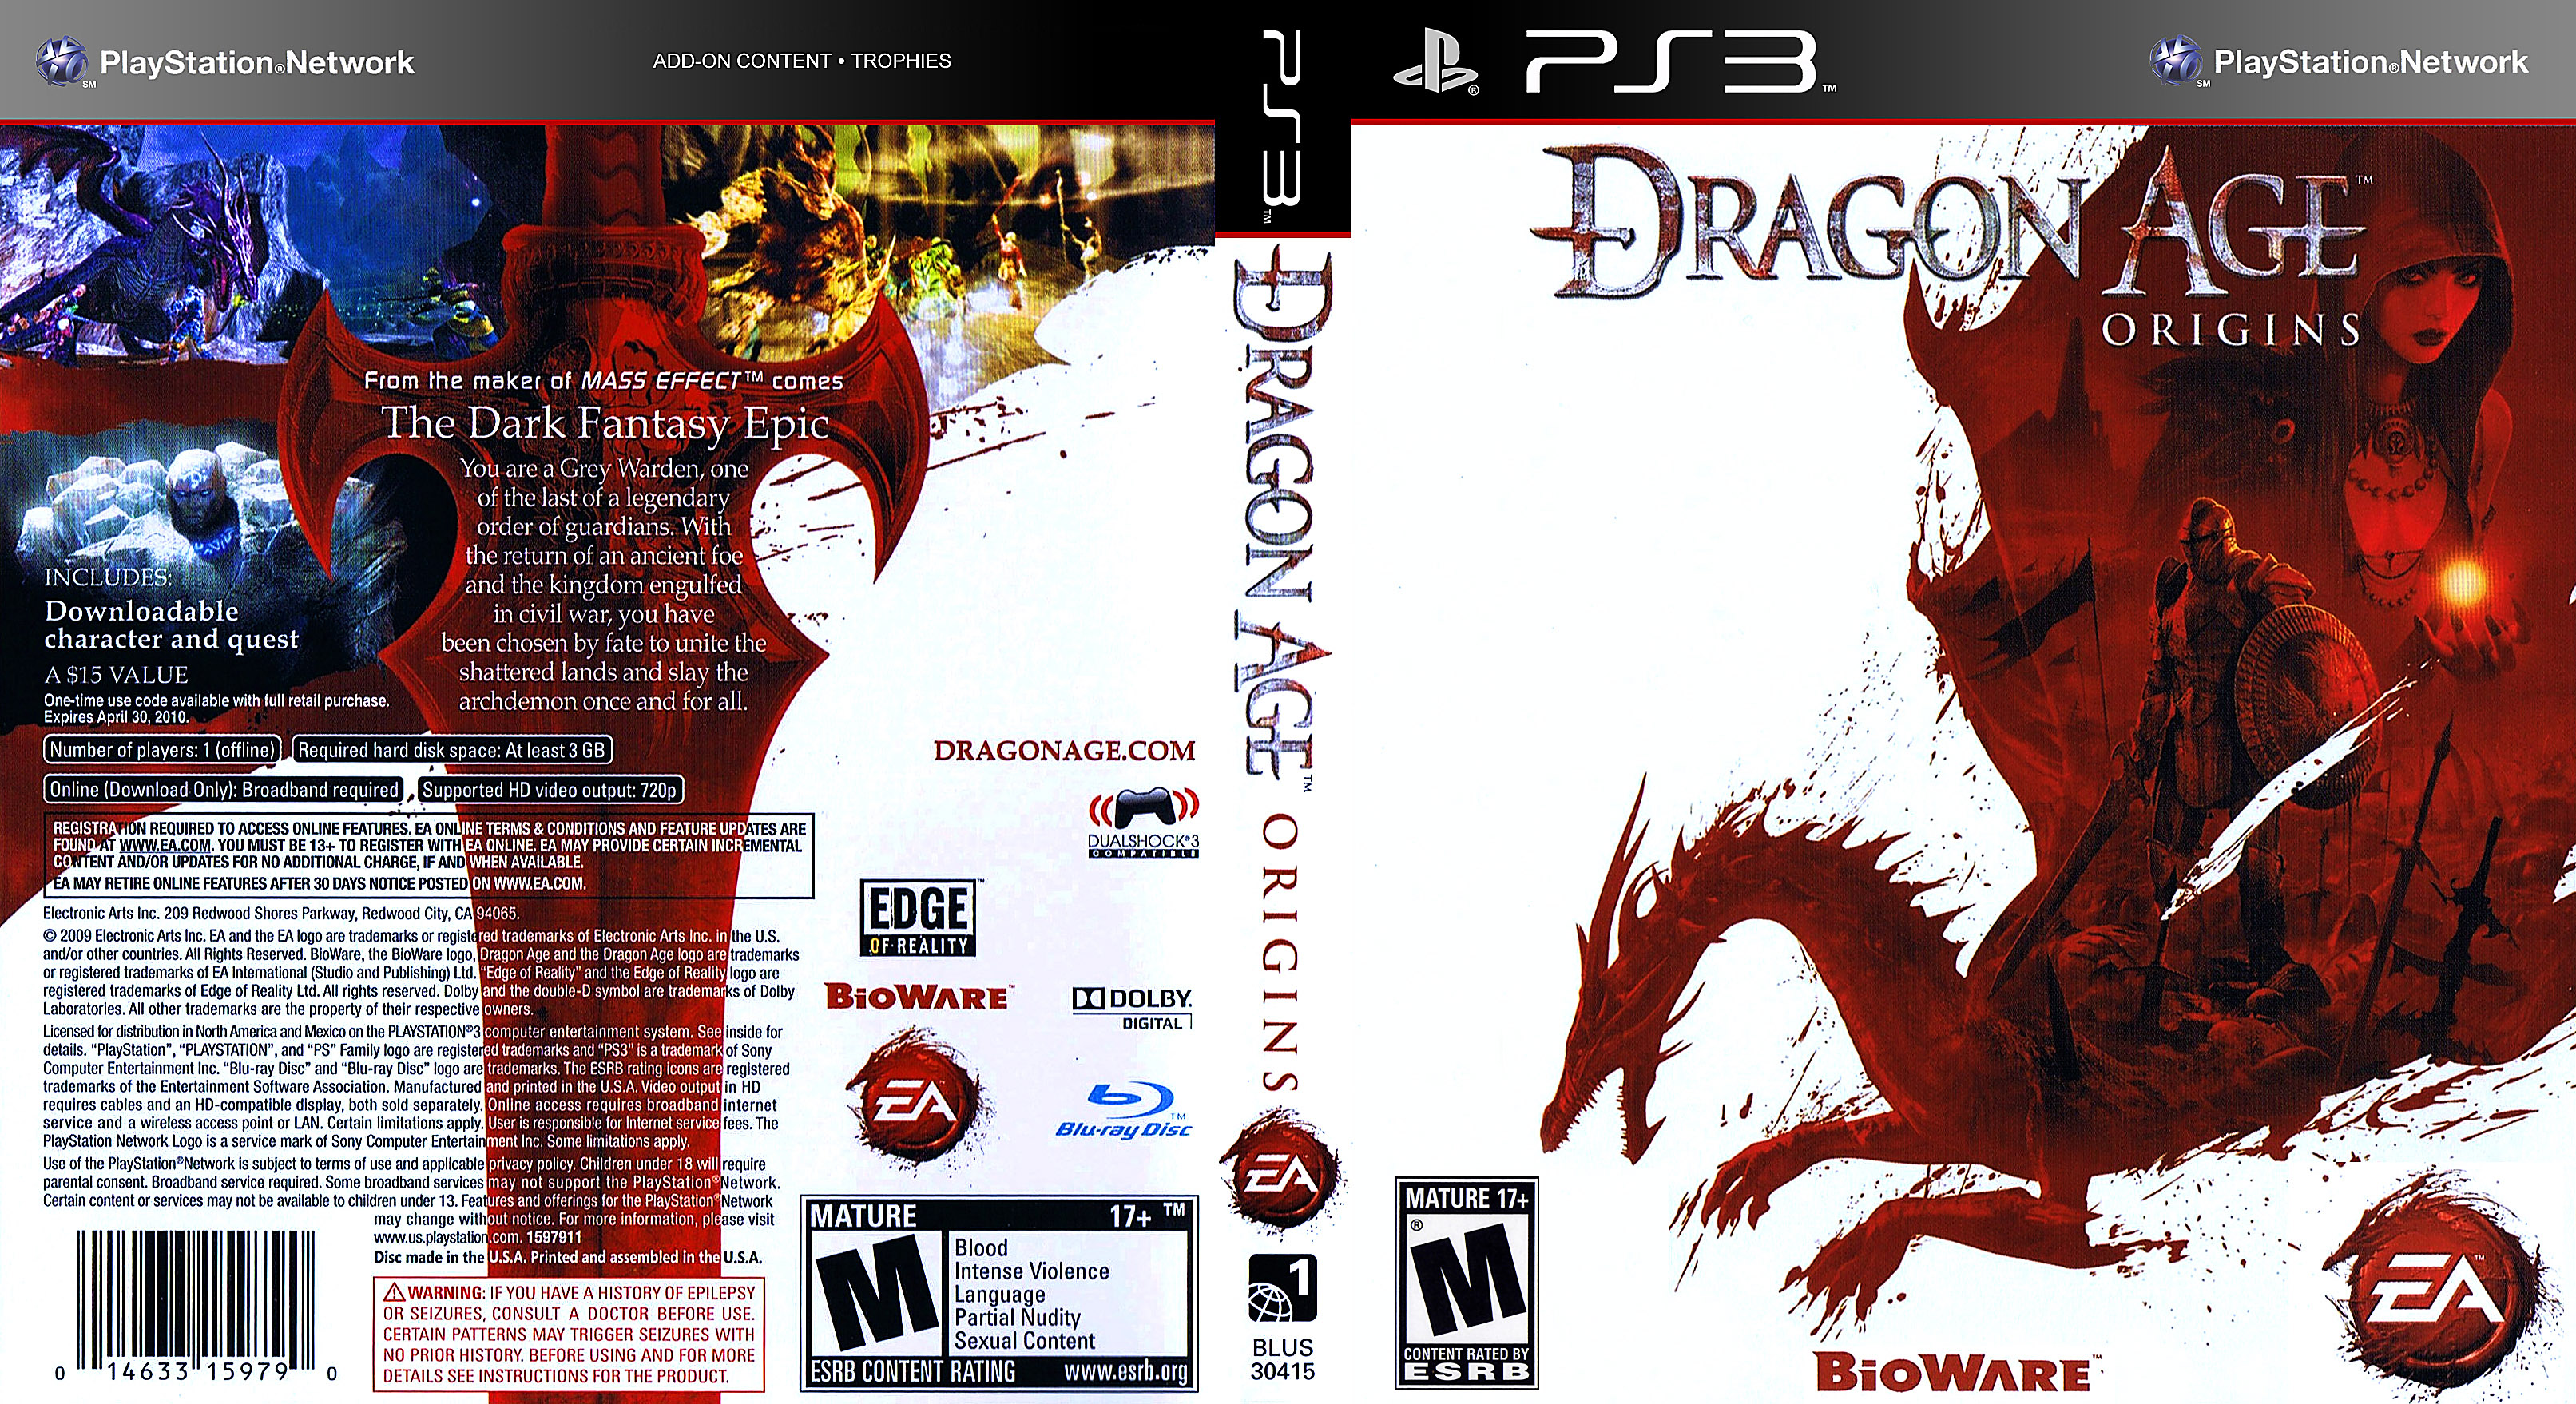 PlayStation®Network
SM
ADD-ON CONTENT • TROPHIES
From the maker of MASS EFFECT™ comes
The Dark Fantasy Epic
You are a Grey Warden, one
of the last of a legendary
order of guardians. With
the return of an ancient foe
and the kingdom engulfed
in civil war, you have
been chosen by fate to unite the
shattered lands and slay the
archdemon once and for all.
INCLUDES:
Downloadable
character and quest
A $15 VALUE
One-time use code available with full retail purchase.
Expires April 30, 2010.
Number of players: 1 (offline) Required hard disk space: At least 3 GB
Online (Download Only): Broadband required Supported HD video output: 720p
REGISTRATION REQUIRED TO ACCESS ONLINE FEATURES. EA ONLINE TERMS & CONDITIONS AND FEATURE UPDATES ARE
FOUND AT WWW.EA.COM. YOU MUST BE 13+ TO REGISTER WITH EA ONLINE. EA MAY PROVIDE CERTAIN INCREMENTAL
CONTENT AND/OR UPDATES FOR NO ADDITIONAL CHARGE, IF AND WHEN AVAILABLE.
EA MAY RETIRE ONLINE FEATURES AFTER 30 DAYS NOTICE POSTED ON WWW.EA.COM.
Electronic Arts Inc. 209 Redwood Shores Parkway, Redwood City, CA 94065.
© 2009 Electronic Arts Inc. EA and the EA logo are trademarks or registered trademarks of Electronic Arts Inc. in the U.S.
and/or other countries. All Rights Reserved. BioWare, the BioWare logo, Dragon Age and the Dragon Age logo are trademarks
or registered trademarks of EA International (Studio and Publishing) Ltd. "Edge of Reality" and the Edge of Reality logo are
registered trademarks of Edge of Reality Ltd. All rights reserved. Dolby and the double-D symbol are trademarks of Dolby
Laboratories. All other trademarks are the property of their respective owners.
Licensed for distribution in North America and Mexico on the PLAYSTATION®3 computer entertainment system. See inside for
details. "PlayStation", "PLAYSTATION", and "PS" Family logo are registered trademarks and "PS3" is a trademark of Sony
Computer Entertainment Inc. "Blu-ray Disc" and "Blu-ray Disc" logo are trademarks. The ESRB rating icons are registered
trademarks of the Entertainment Software Association. Manufactured and printed in the U.S.A. Video output in HD
requires cables and an HD-compatible display, both sold separately. Online access requires broadband internet
service and a wireless access point or LAN. Certain limitations apply. User is responsible for Internet service fees. The
PlayStation Network Logo is a service mark of Sony Computer Entertainment Inc. Some limitations apply.
Use of the PlayStation®Network is subject to terms of use and applicable privacy policy. Children under 18 will require
parental consent. Broadband service required. Some broadband services may not support the PlayStation®Network.
Certain content or services may not be available to children under 13. Features and offerings for the PlayStation®Network
may change without notice. For more information, please visit
www.us.playstation.com. 1597911
Disc made in the U.S.A. Printed and assembled in the U.S.A.
WARNING: IF YOU HAVE A HISTORY OF EPILEPSY
OR SEIZURES, CONSULT A DOCTOR BEFORE USE.
CERTAIN PATTERNS MAY TRIGGER SEIZURES WITH
NO PRIOR HISTORY. BEFORE USING AND FOR MORE
DETAILS SEE INSTRUCTIONS FOR THE PRODUCT.
0 14633 15979 0
DRAGONAGE.COM
DUALSHOCK®3
COMPATIBLE
EDGE™
OF REALITY
BIOWARE™
DOLBY.
DIGITAL
EA
Blu-ray Disc™
MATURE 17+ ™
M
Blood
Intense Violence
Language
Partial Nudity
Sexual Content
ESRB CONTENT RATING www.esrb.org
PS3™
DRAGON AGE™ ORIGINS
EA
1
BLUS
30415
® PS3™
PlayStation®Network
SM
DRAGON AGE™
ORIGINS
MATURE 17+
®
M
CONTENT RATED BY
ESRB
BIOWARE™
EA™